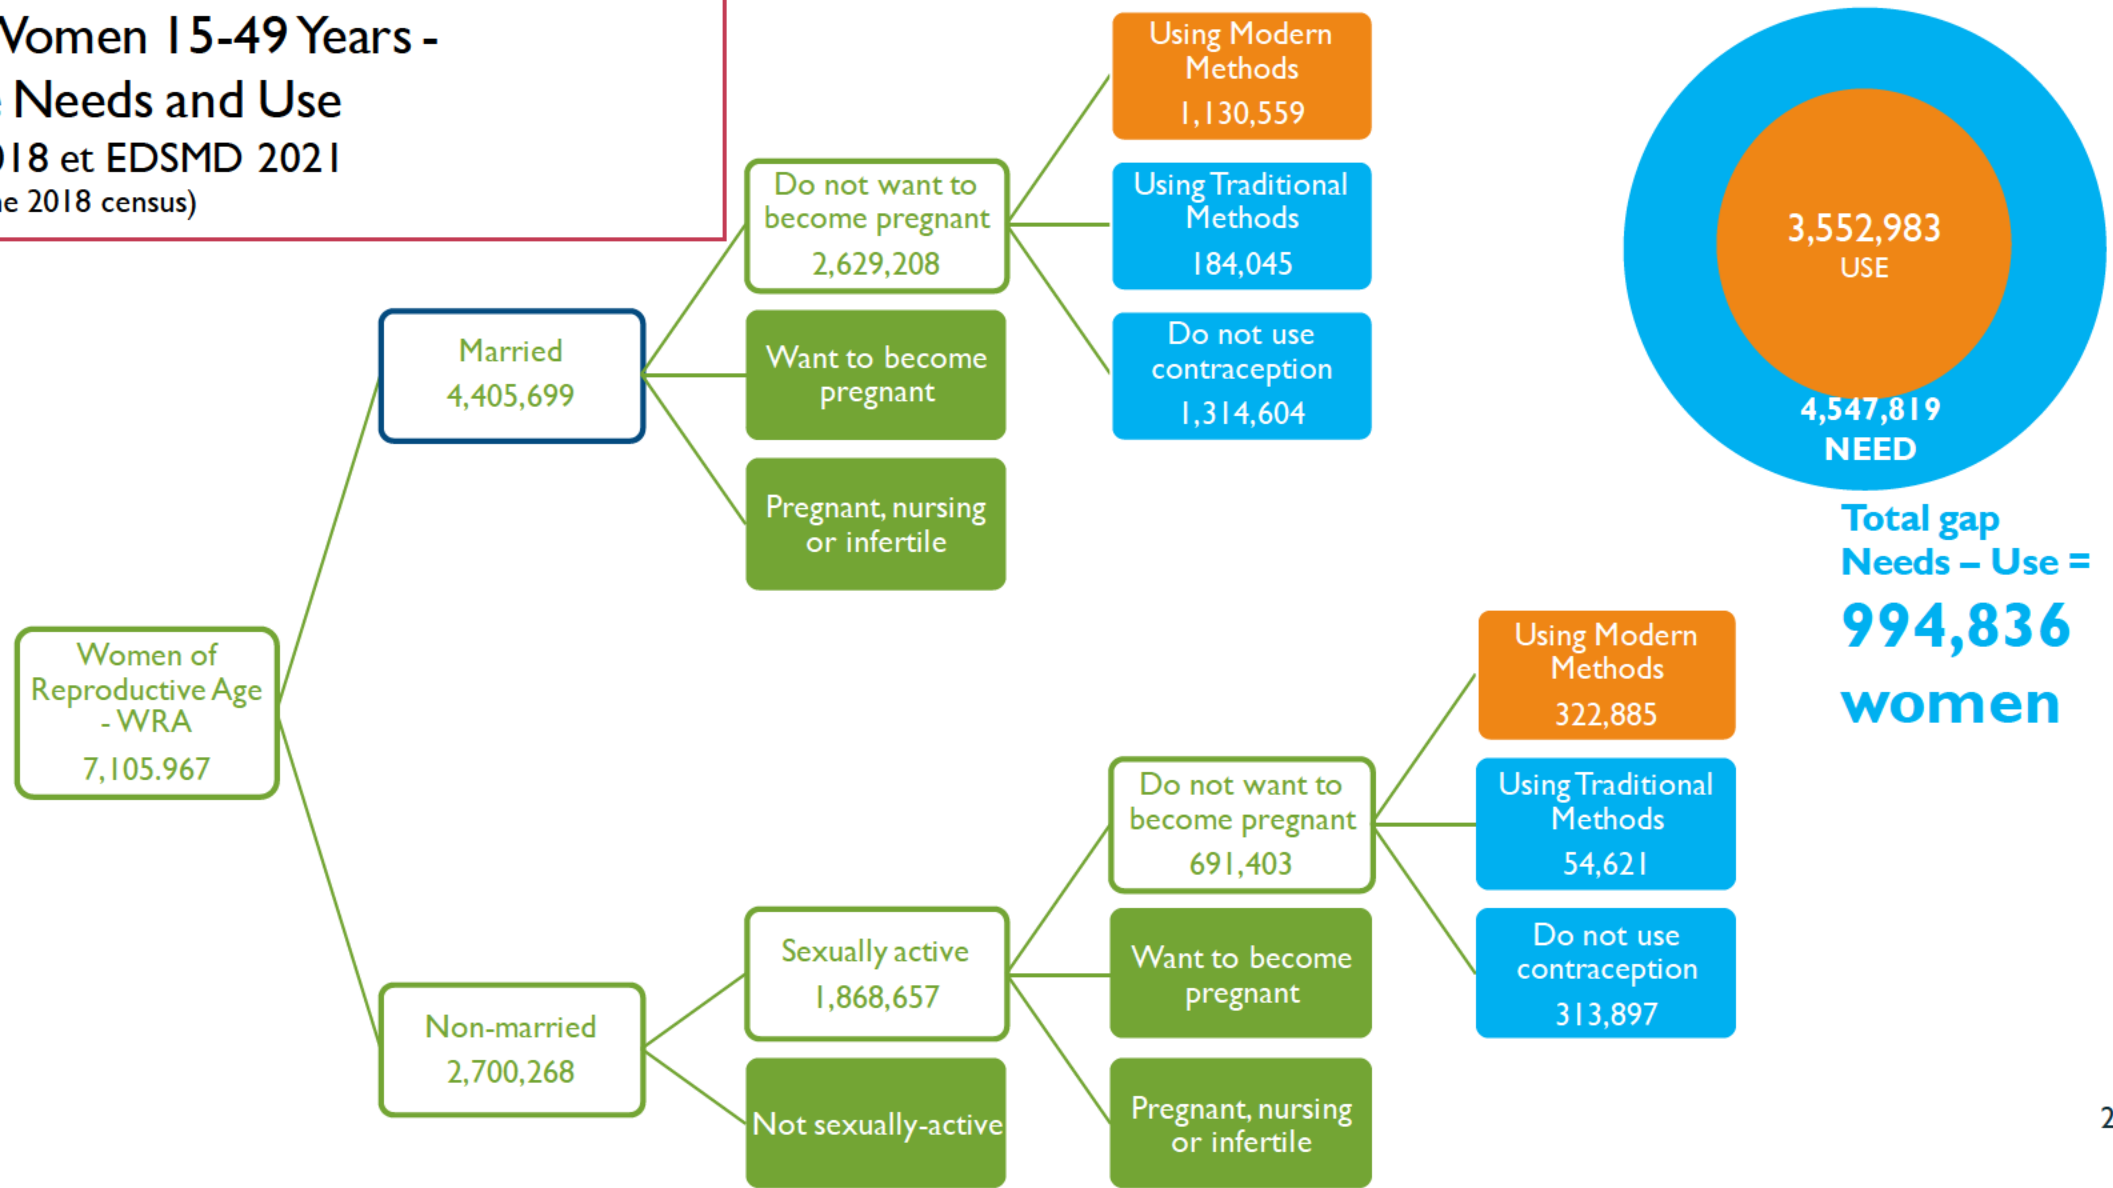 Women 15-49 Years -
Needs and Use
018 et EDSMD 2021
2018 census)
Using Modern
Methods
1,130,559
Do not want to
become pregnant
2,629,208
Using Traditional
Methods
184,045
Married
4,405,699
Want to become
pregnant
Do not use
contraception
1,314,604
Pregnant, nursing
or infertile
Women of
Reproductive Age
- WRA
7,105.967
Non-married
2,700,268
Sexually active
1,868,657
Not sexually-active
Do not want to
become pregnant
691,403
Want to become
pregnant
Pregnant, nursing
or infertile
Using Modern
Methods
322,885
Using Traditional
Methods
54,621
Do not use
contraception
313,897
3,552,983
USE
4,547,819
NEED
Total gap
Needs – Use =
994,836
women
2